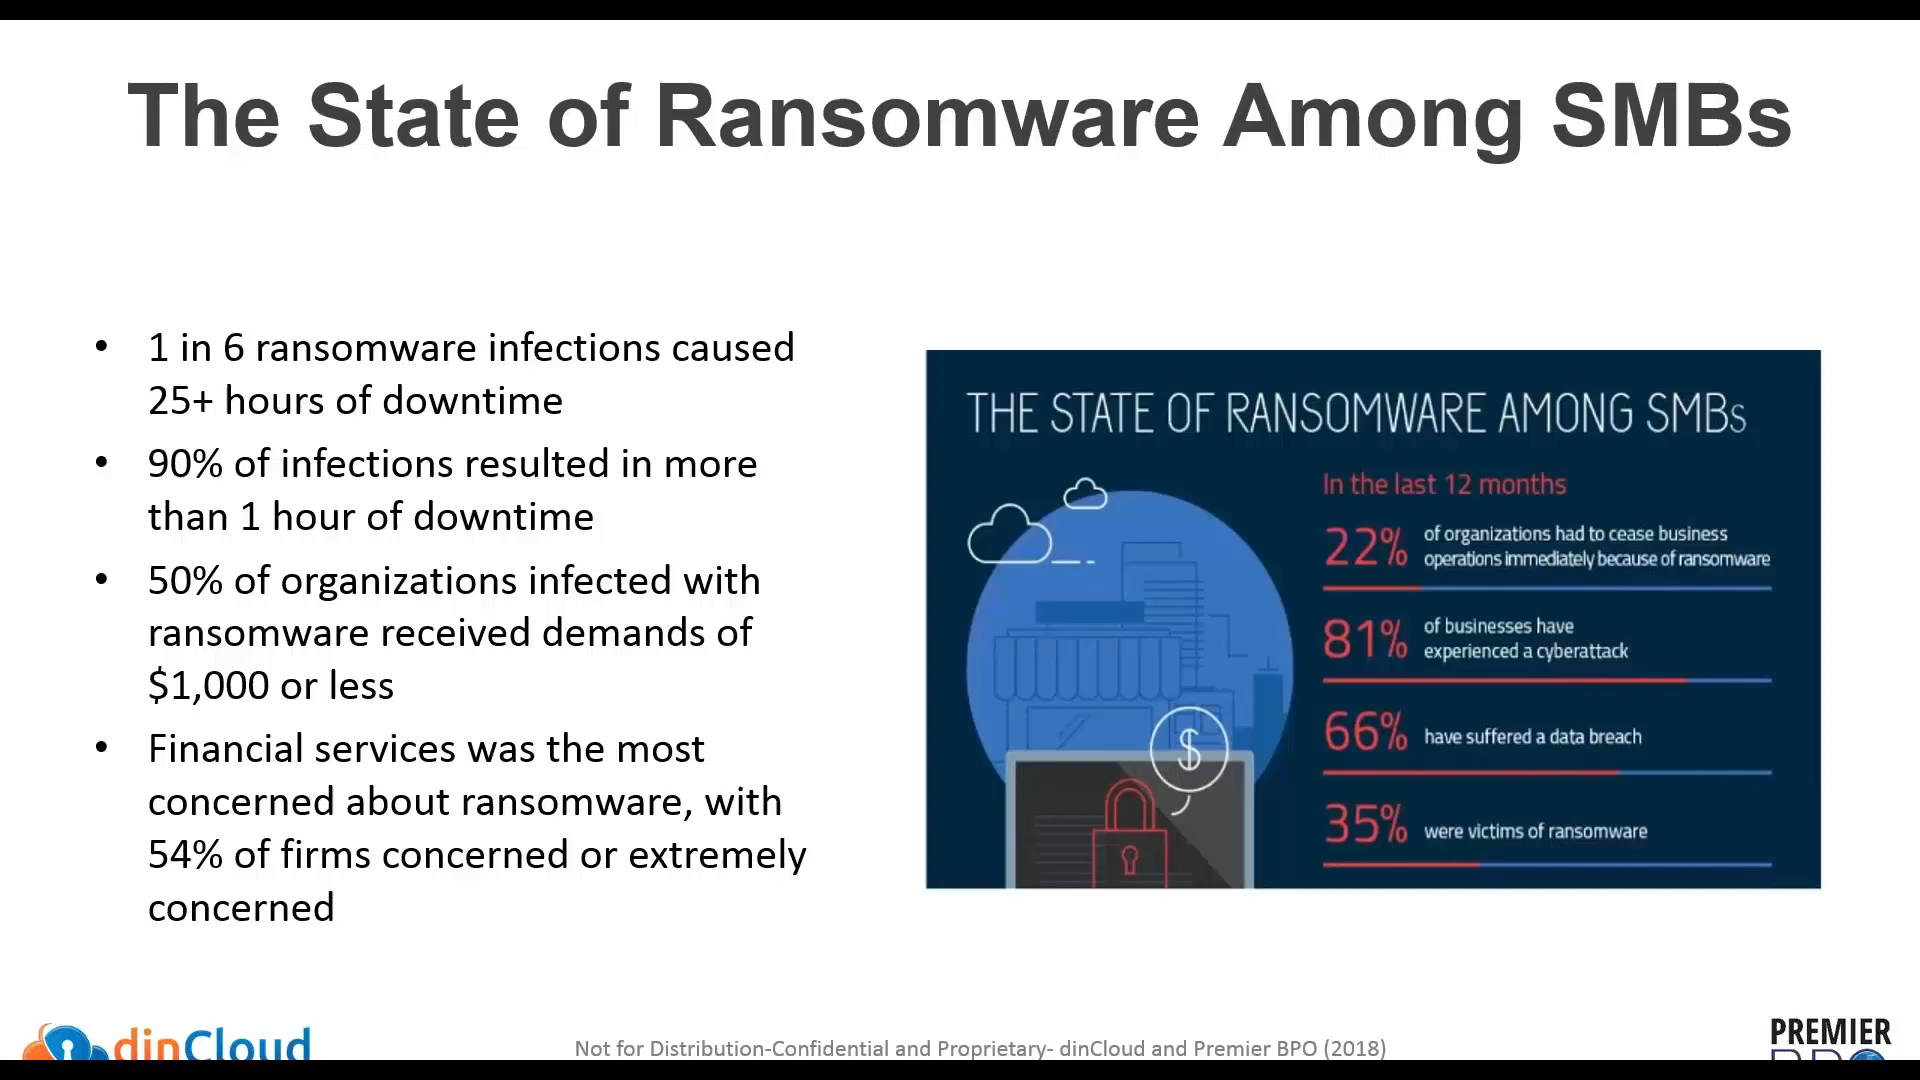 The State of Ransomware Among SMBs
• 1 in 6 ransomware infections caused
25+ hours of downtime
• 90% of infections resulted in more
than 1 hour of downtime
• 50% of organizations infected with
ransomware received demands of
$1,000 or less
• Financial services was the most
concerned about ransomware, with
54% of firms concerned or extremely
concerned
THE STATE OF RANSOMWARE AMONG SMBs
In the last 12 months
22% of organizations had to cease business
operations immediately because of ransomware
81% of businesses have
experienced a cyberattack
66% have suffered a data breach
35% were victims of ransomware
$
dinCloud
Not for Distribution-Confidential and Proprietary- dinCloud and Premier BPO (2018)
PREMIER
BPO